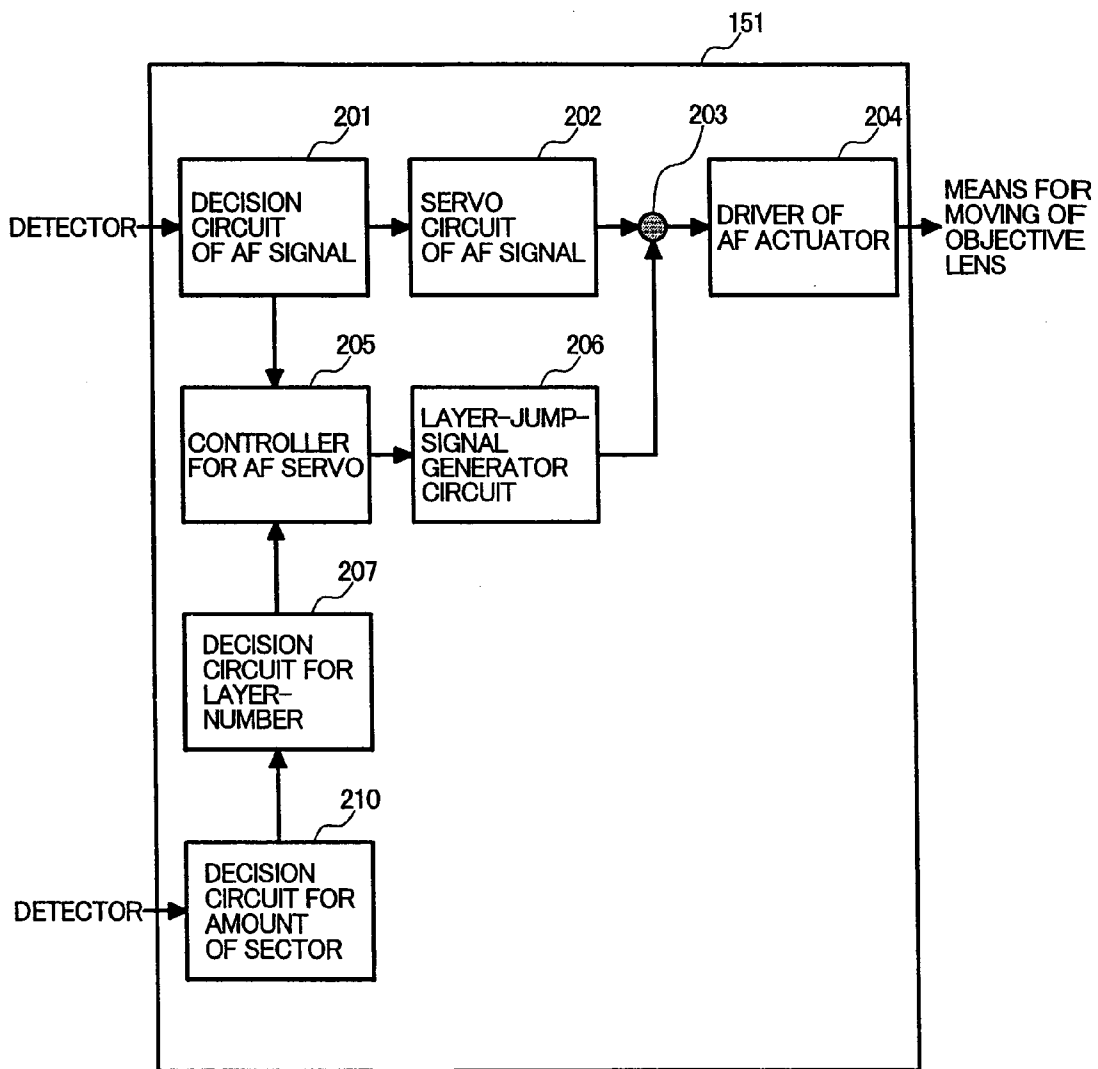 151
201
202
203
204
DETECTOR
DECISION
CIRCUIT
OF AF SIGNAL
SERVO
CIRCUIT
OF AF SIGNAL
DRIVER OF
AF ACTUATOR
MEANS FOR
MOVING OF
OBJECTIVE
LENS
205
206
CONTROLLER
FOR AF SERVO
LAYER-JUMP-
SIGNAL
GENERATOR
CIRCUIT
207
DECISION
CIRCUIT FOR
LAYER-
NUMBER
210
DETECTOR
DECISION
CIRCUIT FOR
AMOUNT
OF SECTOR